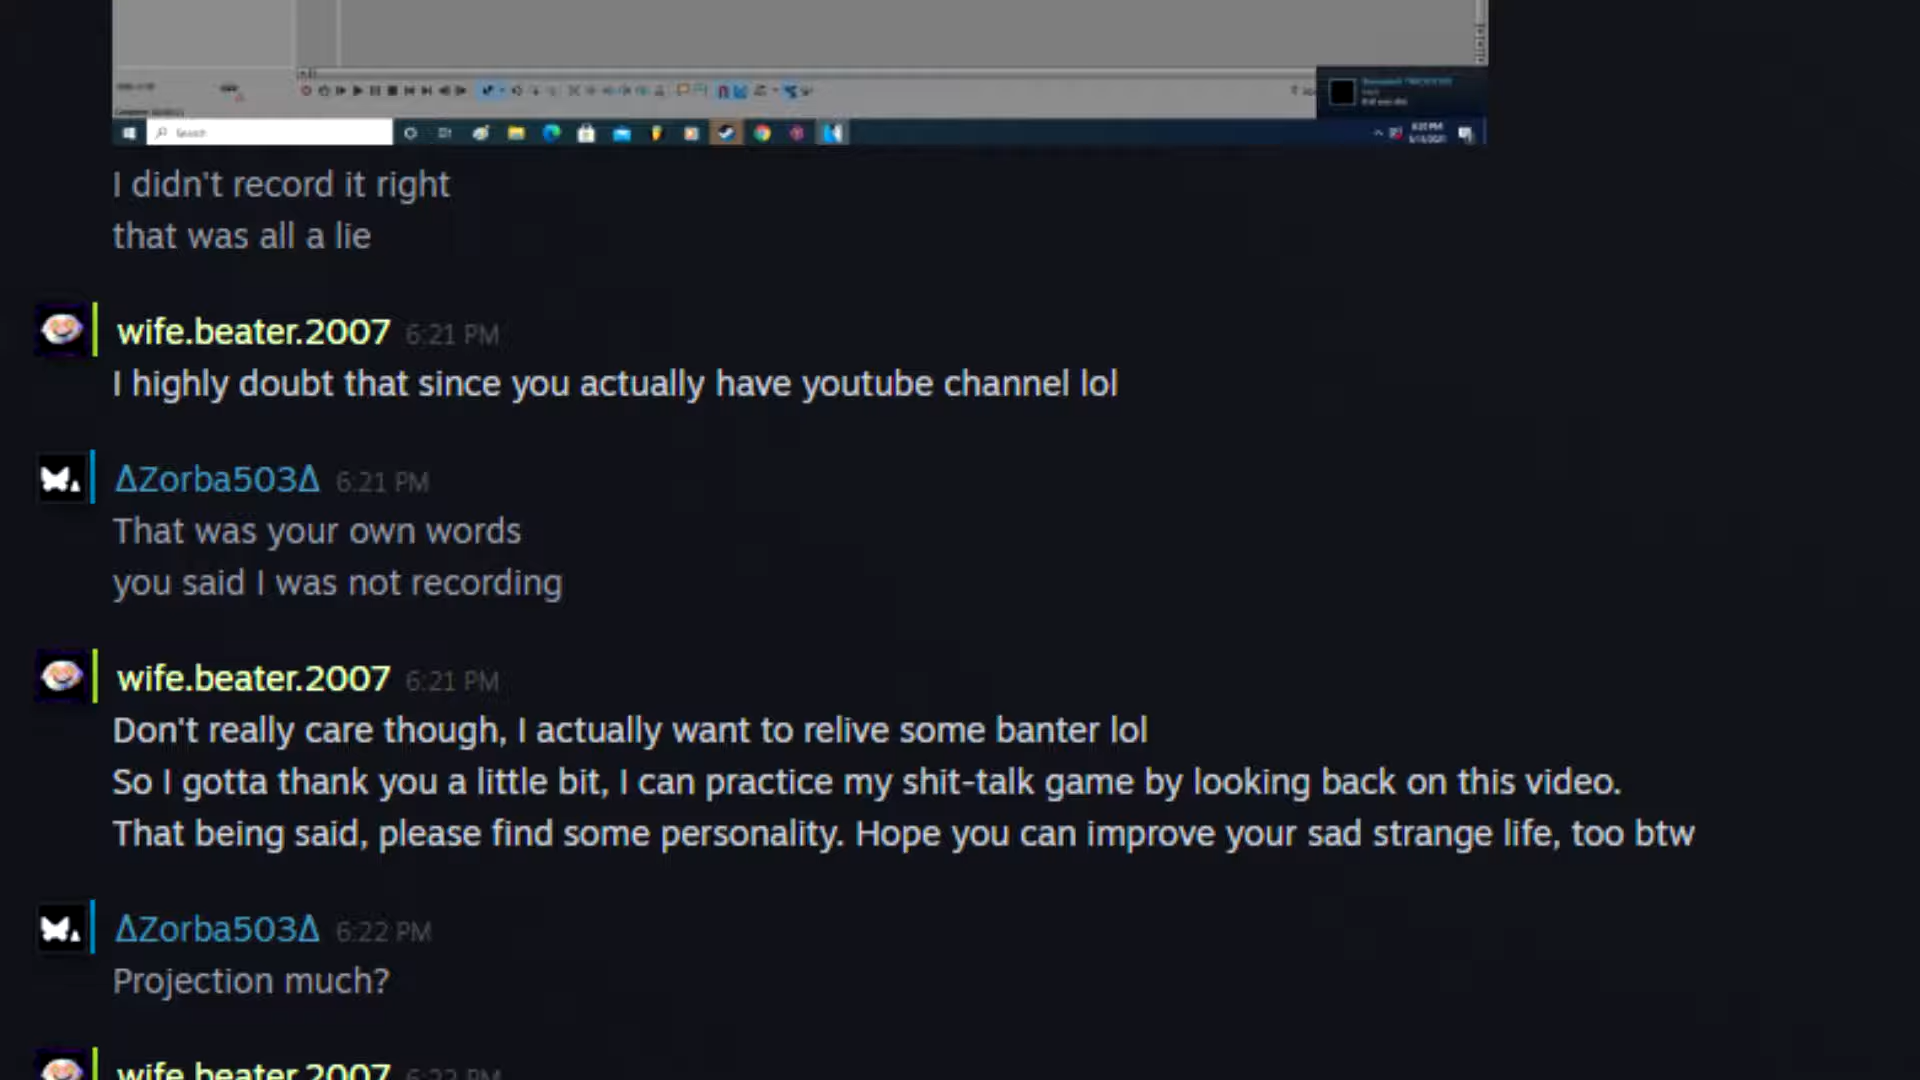 Search
I didn't record it right
that was all a lie
wife.beater.2007 6:21 PM
I highly doubt that since you actually have youtube channel lol
ΔZorba503Δ 6:21 PM
That was your own words
you said I was not recording
wife.beater.2007 6:21 PM
Don't really care though, I actually want to relive some banter lol
So I gotta thank you a little bit, I can practice my shit-talk game by looking back on this video.
That being said, please find some personality. Hope you can improve your sad strange life, too btw
ΔZorba503Δ 6:22 PM
Projection much?
wife.beater.2007 6:22 PM